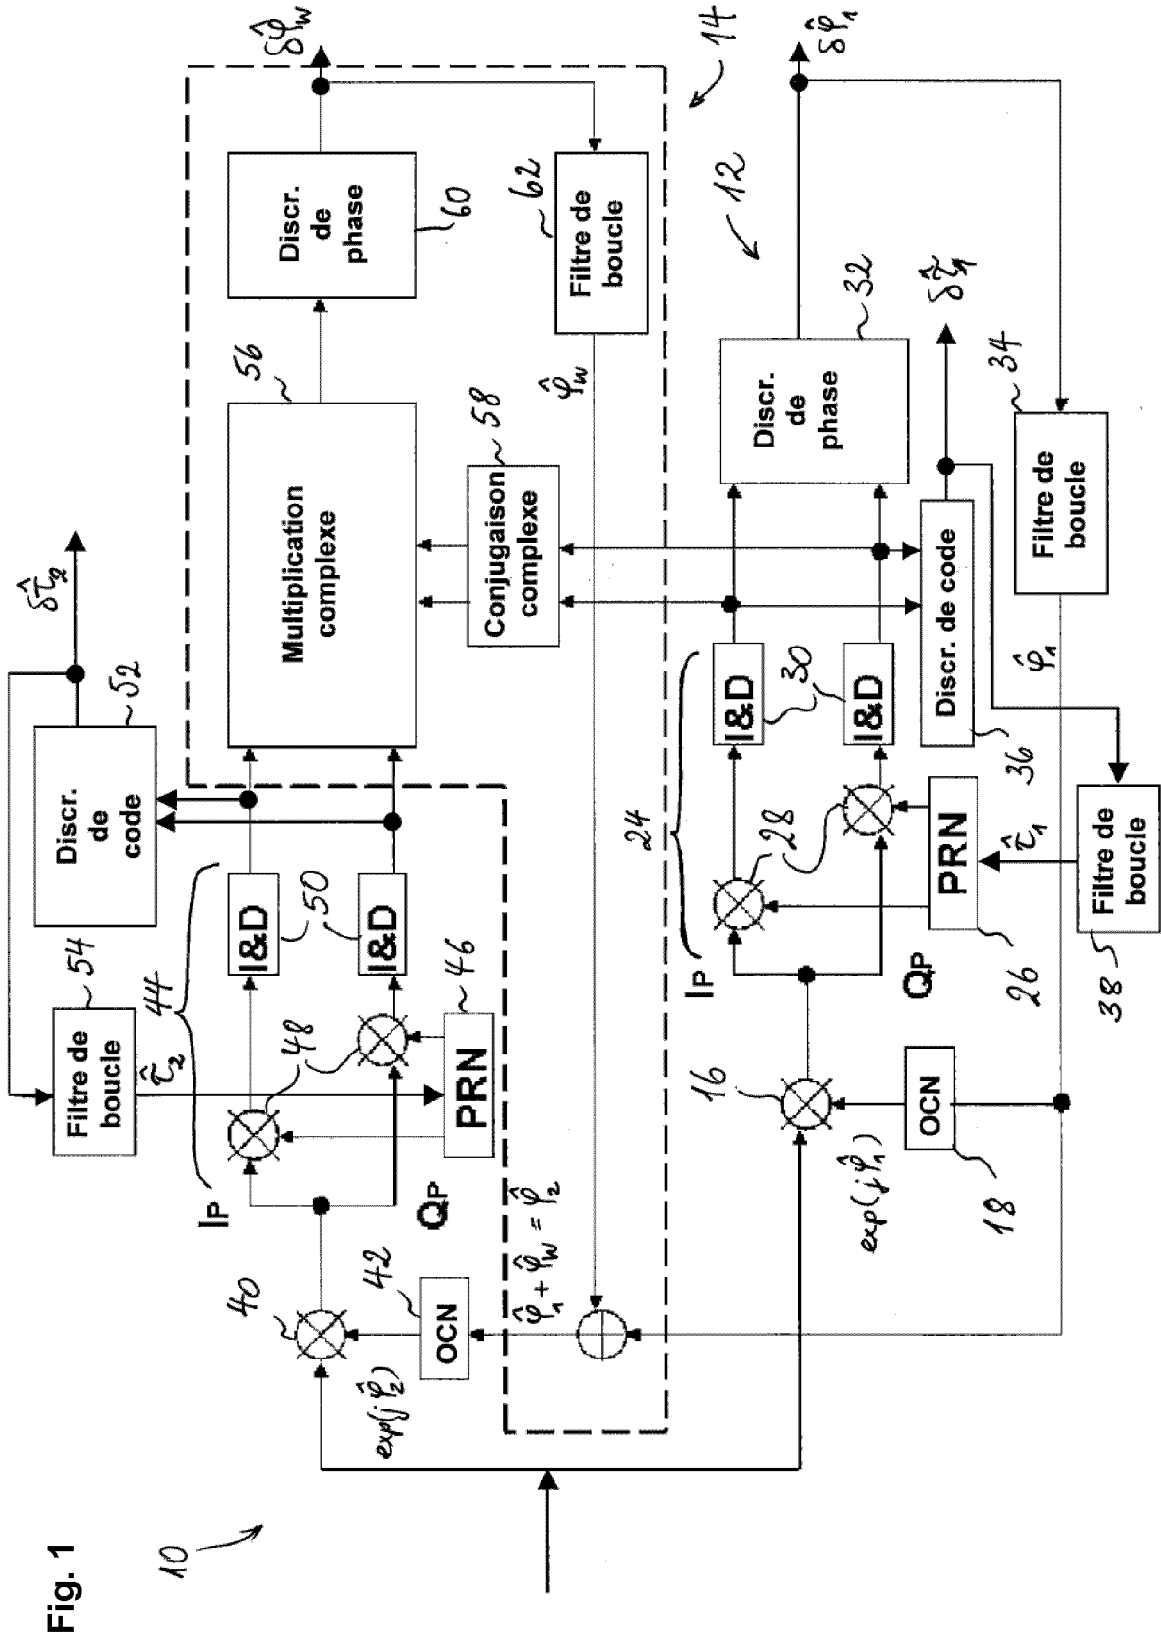 Fig. 1
10
δτ̂₂
52
Discr.
de
code
54
Filtre de
boucle
τ̂₂
44
IP
QP
48
I&D
I&D
50
PRN
46
40
OCN
42
exp(jφ̂₂)
φ̂₁ + φ̂w = φ̂₂
Multiplication
complexe
56
Conjugaison
complexe
58
Discr.
de
phase
60
δφ̂w
Filtre de
boucle
62
φ̂w
14
12
16
OCN
18
exp(jφ̂₁)
24
IP
QP
28
I&D
I&D
30
PRN
26
τ̂₁
Discr.
de
phase
32
δφ̂₁
Discr. de code
36
δτ̂₁
Filtre de
boucle
34
φ̂₁
Filtre de
boucle
38